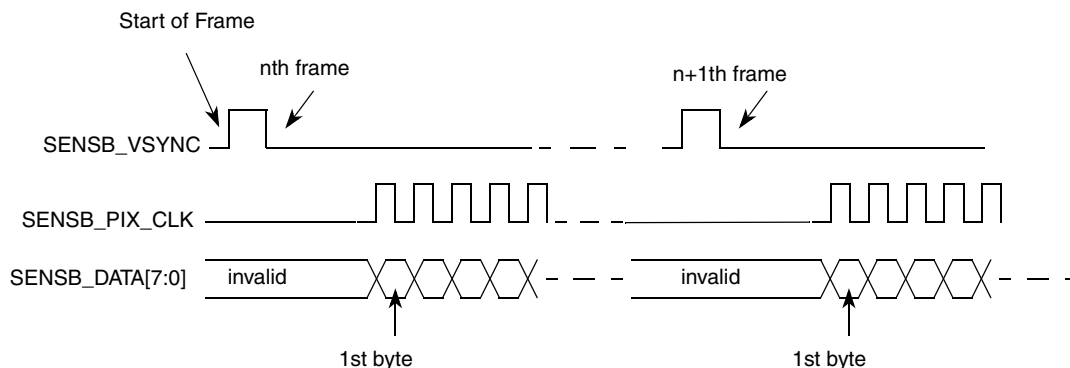 Start of Frame
nth frame
n+1th frame
SENSB_VSYNC
SENSB_PIX_CLK
SENSB_DATA[7:0]
invalid
invalid
1st byte
1st byte